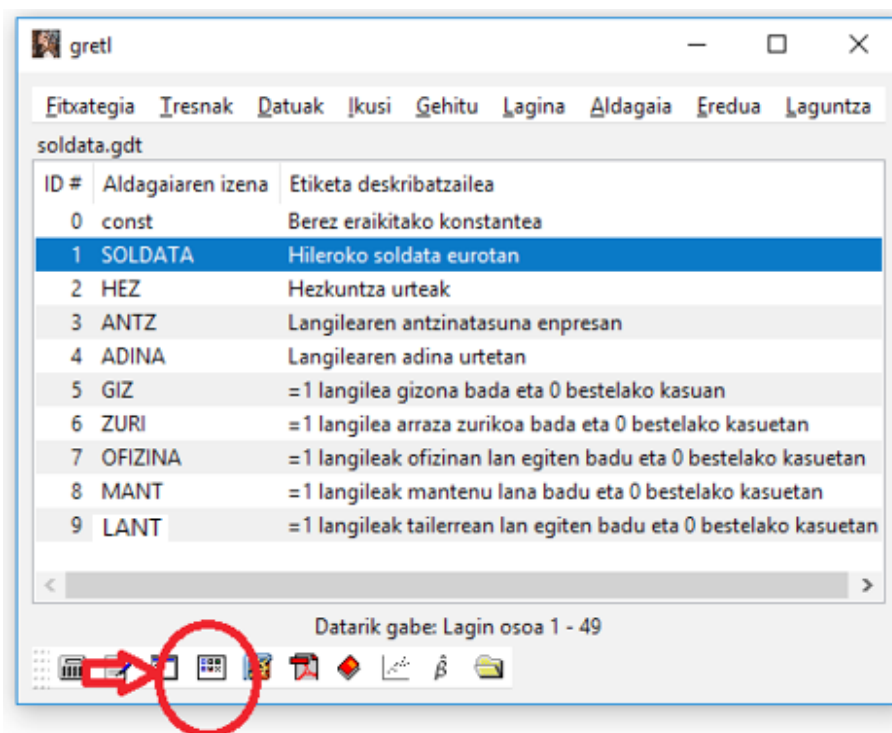 gretl
Fitxategia Tresnak Datuak Ikusi Gehitu Lagina Aldagaia Eredua Laguntza
soldata.gdt
ID # Aldagaiaren izena Etiketa deskribatzailea
0 const Berez eraikitako konstantea
1 SOLDATA Hileroko soldata eurotan
2 HEZ Hezkuntza urteak
3 ANTZ Langilearen antzinatasuna enpresan
4 ADINA Langilearen adina urtetan
5 GIZ =1 langilea gizona bada eta 0 bestelako kasuan
6 ZURI =1 langilea arraza zurikoa bada eta 0 bestelako kasuetan
7 OFIZINA =1 langileak ofizinan lan egiten badu eta 0 bestelako kasuetan
8 MANT =1 langileak mantenu lana badu eta 0 bestelako kasuetan
9 LANT =1 langileak tailerrean lan egiten badu eta 0 bestelako kasuetan
Datarik gabe: Lagin osoa 1 - 49
β̂